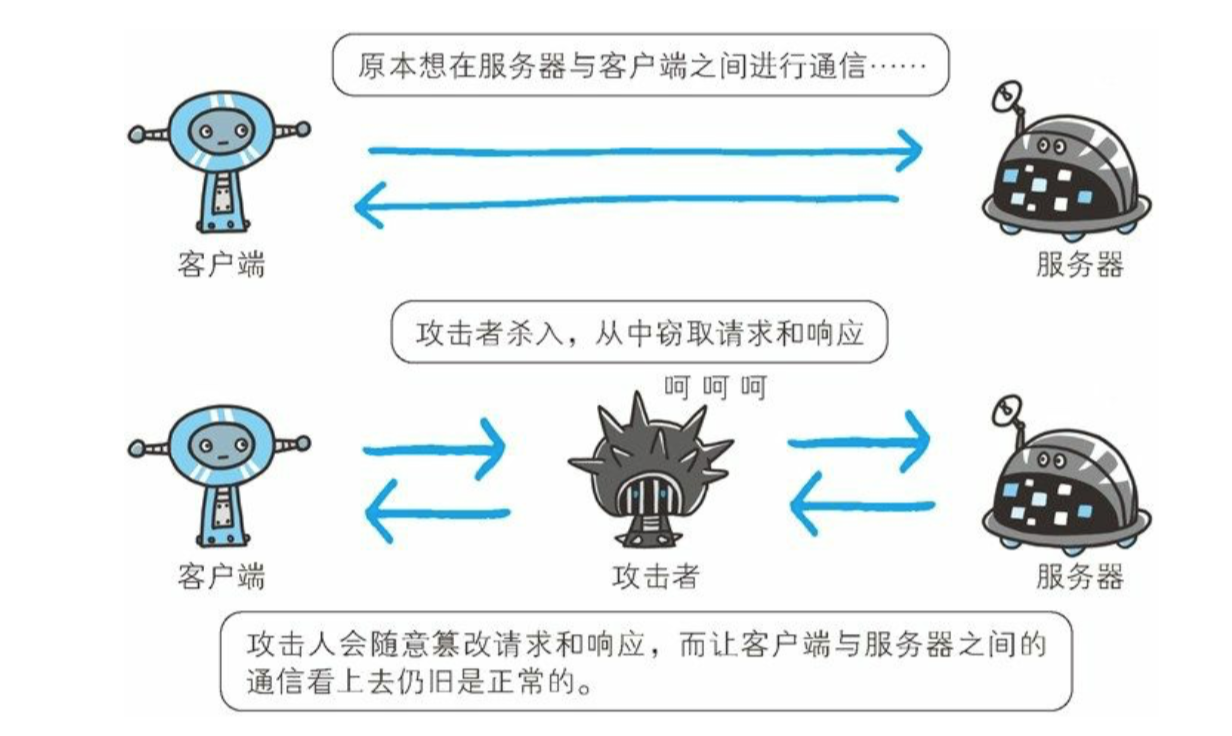 原本想在服务器与客户端之间进行通信……
客户端
服务器
攻击者杀入，从中窃取请求和响应
呵呵呵
客户端
攻击者
服务器
攻击人会随意篡改请求和响应，而让客户端与服务器之间的
通信看上去仍旧是正常的。